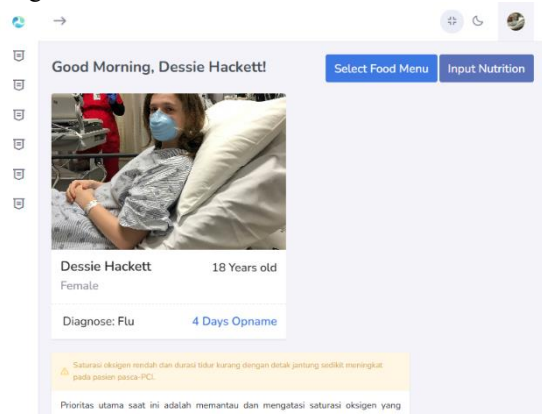 Good Morning, Dessie Hackett!
Select Food Menu
Input Nutrition
Dessie Hackett
18 Years old
Female
Diagnose: Flu
4 Days Opname
Saturasi oksigen rendah dan durasi tidur kurang dengan detak jantung sedikit meningkat
pada pasien pasca-PCI.
Prioritas utama saat ini adalah memantau dan mengatasi saturasi oksigen yang